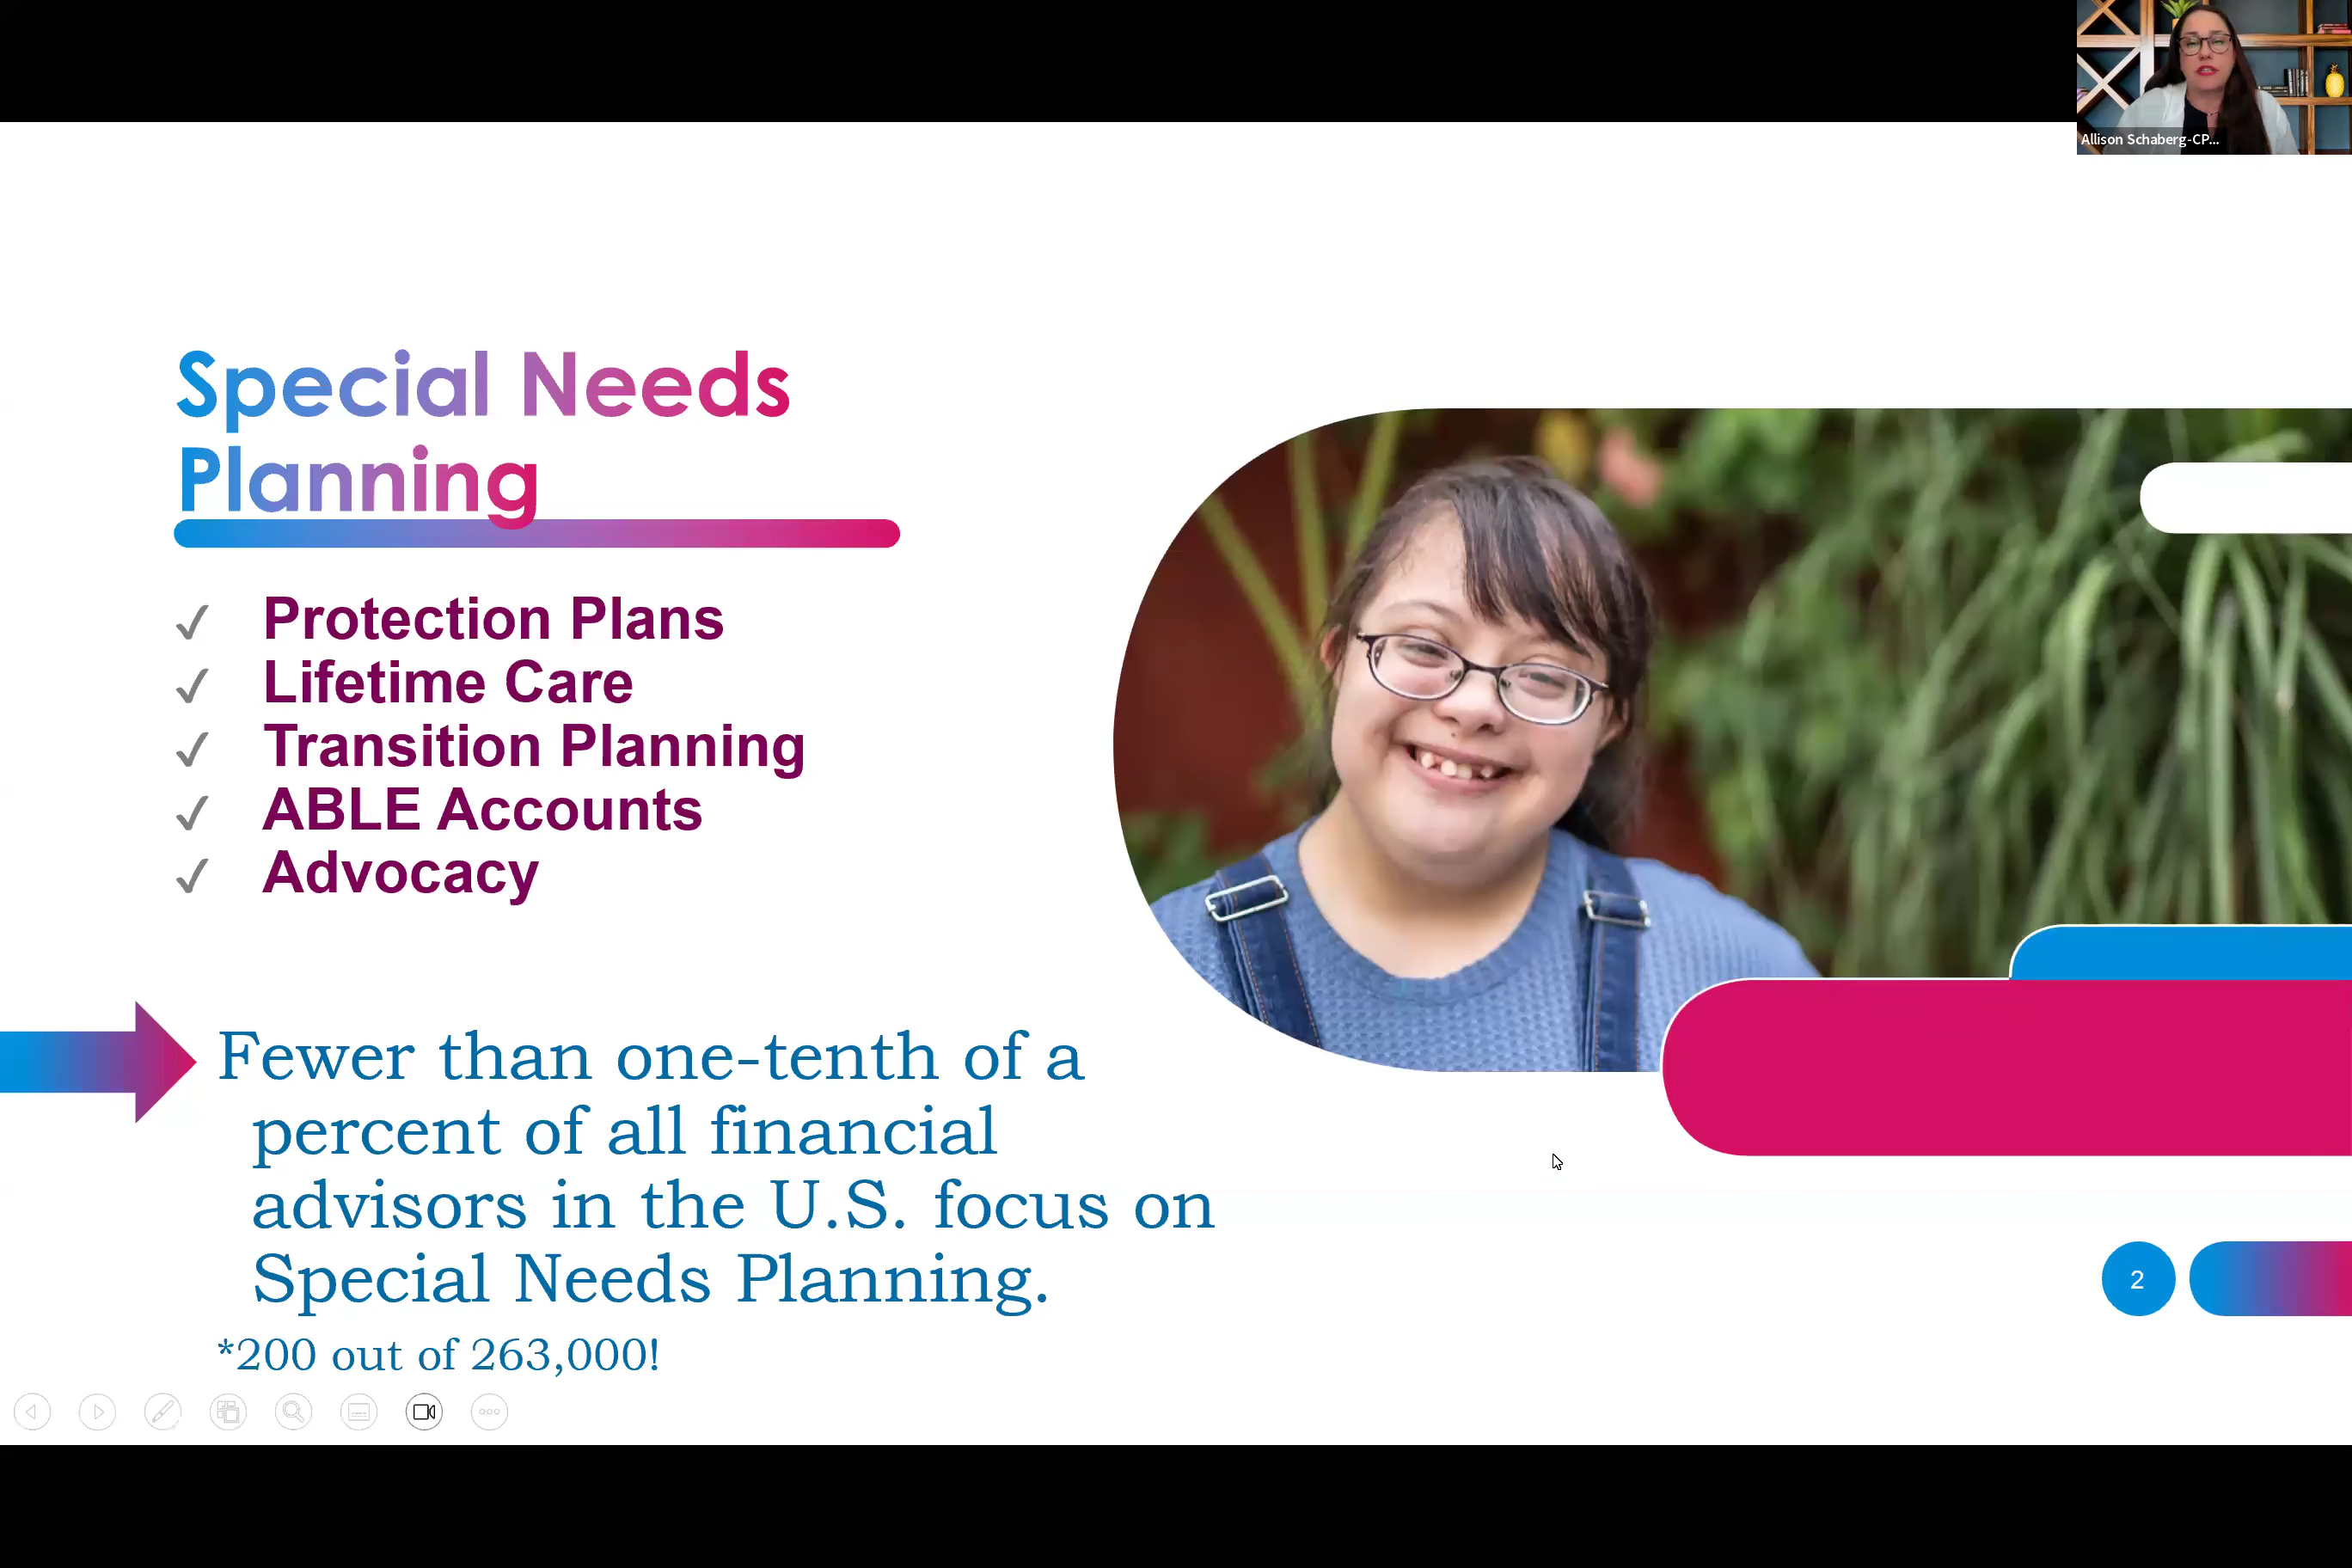 Allison Schaberg-CP...
Special Needs
Planning
✓ Protection Plans
✓ Lifetime Care
✓ Transition Planning
✓ ABLE Accounts
✓ Advocacy
Fewer than one-tenth of a
percent of all financial
advisors in the U.S. focus on
Special Needs Planning.
*200 out of 263,000!
2